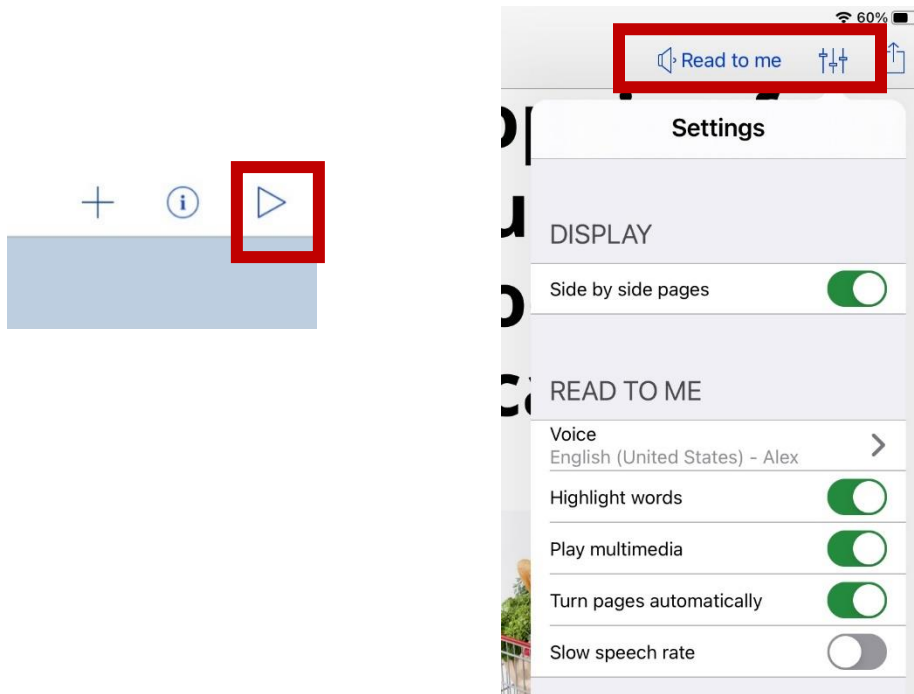 60%
Read to me
Settings
DISPLAY
Side by side pages
READ TO ME
Voice
English (United States) - Alex
Highlight words
Play multimedia
Turn pages automatically
Slow speech rate